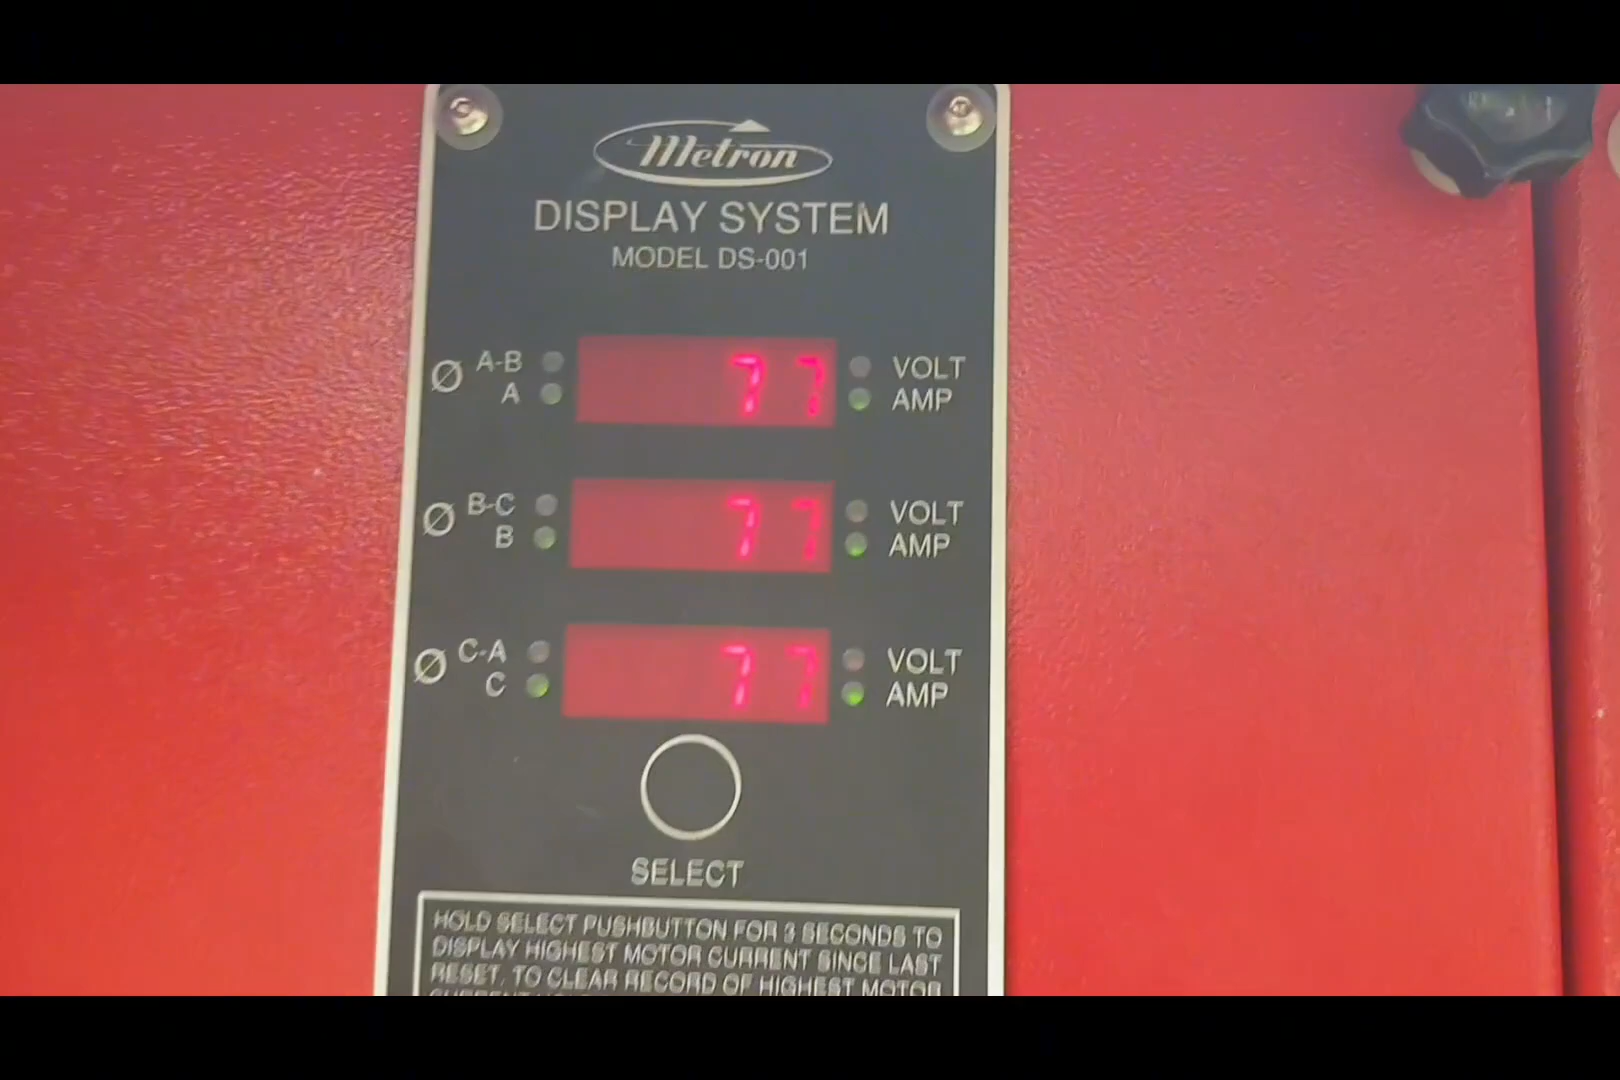 Metron
DISPLAY SYSTEM
MODEL DS-001
Ø A-B 77 VOLT
A AMP
Ø B-C 77 VOLT
B AMP
Ø C-A 77 VOLT
C AMP
SELECT
HOLD SELECT PUSHBUTTON FOR 3 SECONDS TO
DISPLAY HIGHEST MOTOR CURRENT SINCE LAST
RESET. TO CLEAR RECORD OF HIGHEST MOTOR